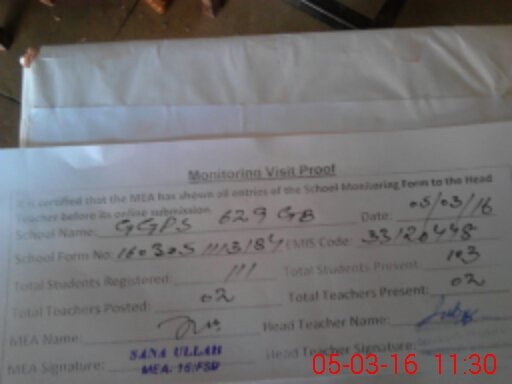 Monitoring Visit Proof
It is certified that the MEA has shown all entries of the School Monitoring Form to the Head
Teacher before its online submission.
School Name: GGPS 629 GB Date: 05/03/16
School Form No: 1603051113184 EMIS Code: 33120448
Total Students Registered: 111 Total Students Present: 103
Total Teachers Posted: 02 Total Teachers Present: 02
MEA Name: Head Teacher Name:
MEA Signature: SANA ULLAH Head Teacher Signature:
MEA 16/FSD
05-03-16 11:30